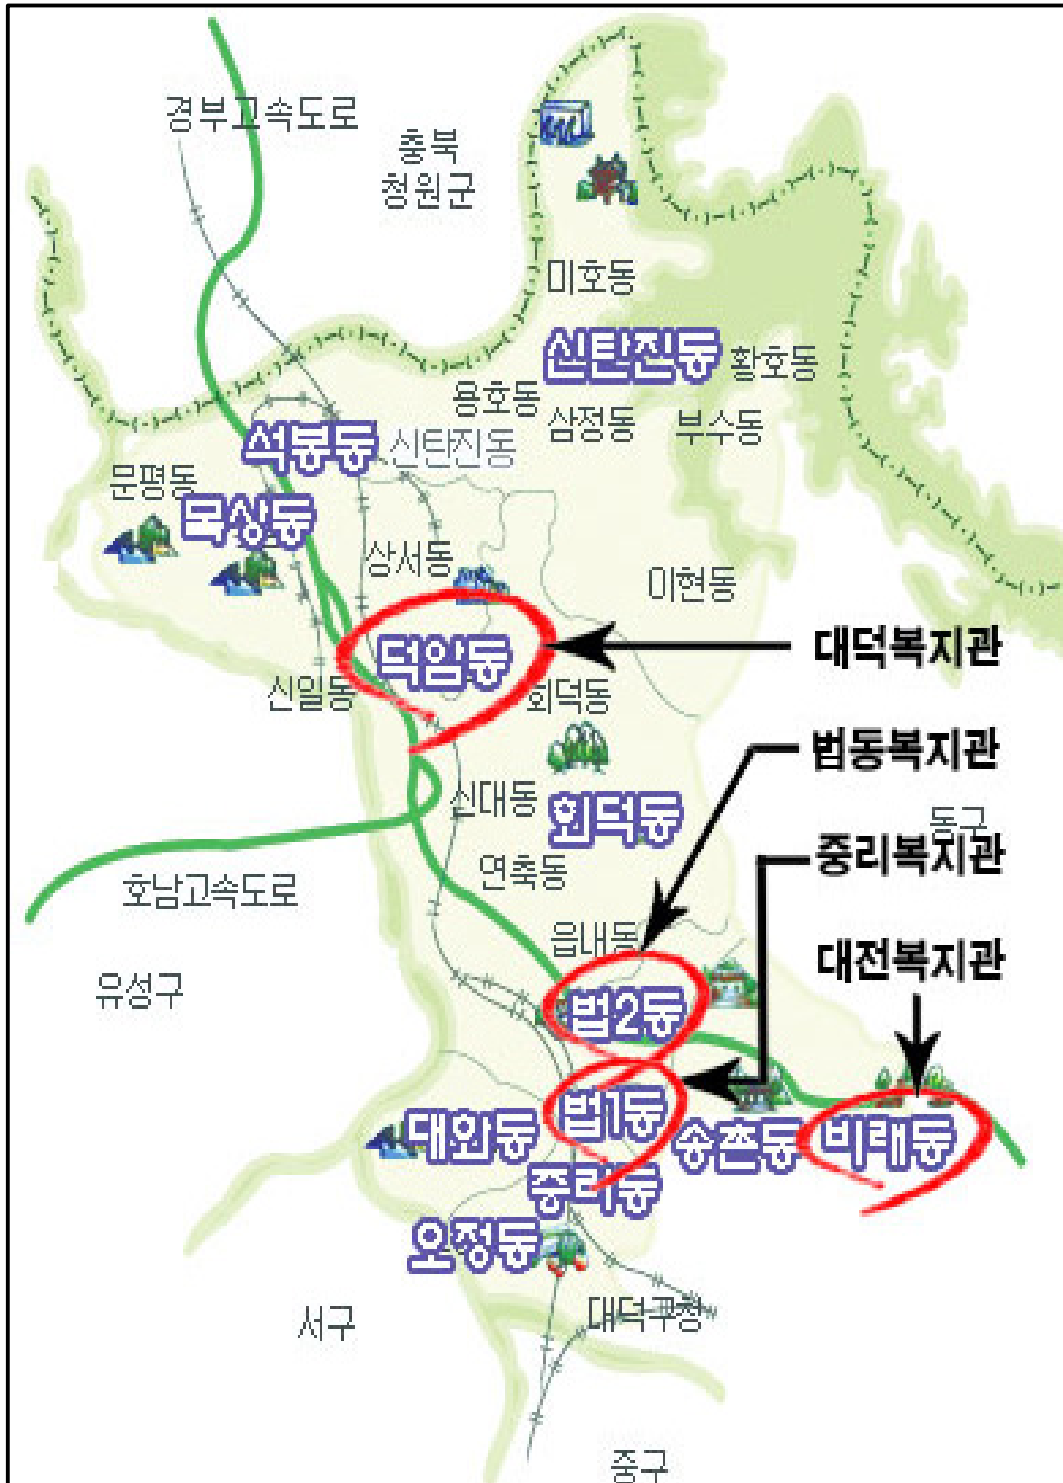 경부고속도로
충북
청원군
미호동
신탄진동
황호동
용호동
삼정동
부수동
석봉동
신탄진동
문평동
목상동
상서동
이현동
대덕복지관
덕암동
신일동
회덕동
법동복지관
신대동
회덕동
동구
중리복지관
연축동
호남고속도로
읍내동
대전복지관
유성구
법2동
법1동
대화동
송촌동
비래동
중리동
오정동
서구
대덕구청
중구